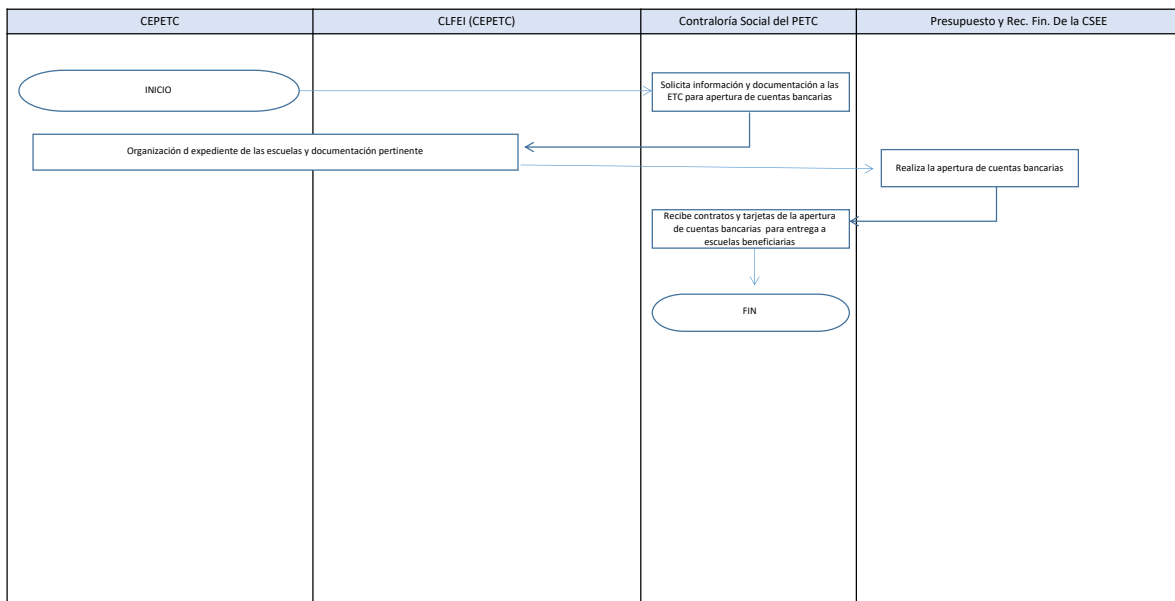 CEPETC
CLFEI (CEPETC)
Contraloría Social del PETC
Presupuesto y Rec. Fin. De la CSEE
INICIO
Solicita información y documentación a las
ETC para apertura de cuentas bancarias
Organización d expediente de las escuelas y documentación pertinente
Realiza la apertura de cuentas bancarias
Recibe contratos y tarjetas de la apertura
de cuentas bancarias para entrega a
escuelas beneficiarias
FIN